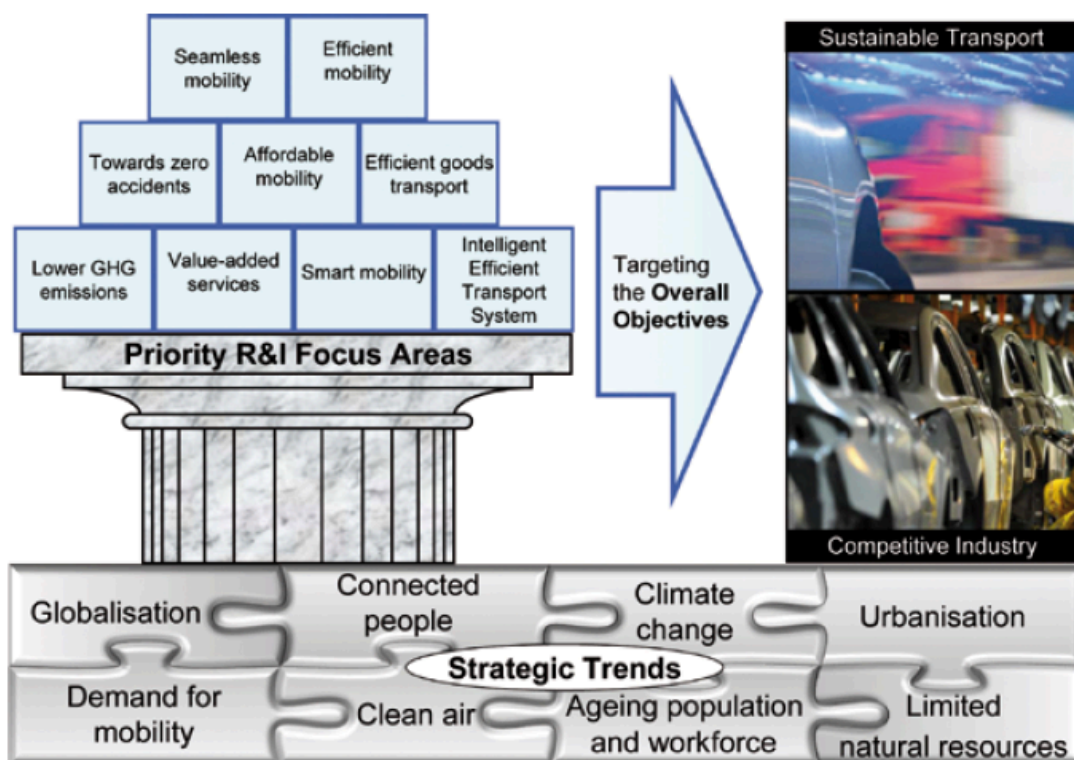 Seamless
mobility
Efficient
mobility
Towards zero
accidents
Affordable
mobility
Efficient goods
transport
Lower GHG
emissions
Value-added
services
Smart mobility
Intelligent
Efficient
Transport
System
Priority R&I Focus Areas
Targeting
the Overall
Objectives
Sustainable Transport
Competitive Industry
Globalisation
Connected
people
Climate
change
Urbanisation
Strategic Trends
Demand for
mobility
Clean air
Ageing population
and workforce
Limited
natural resources